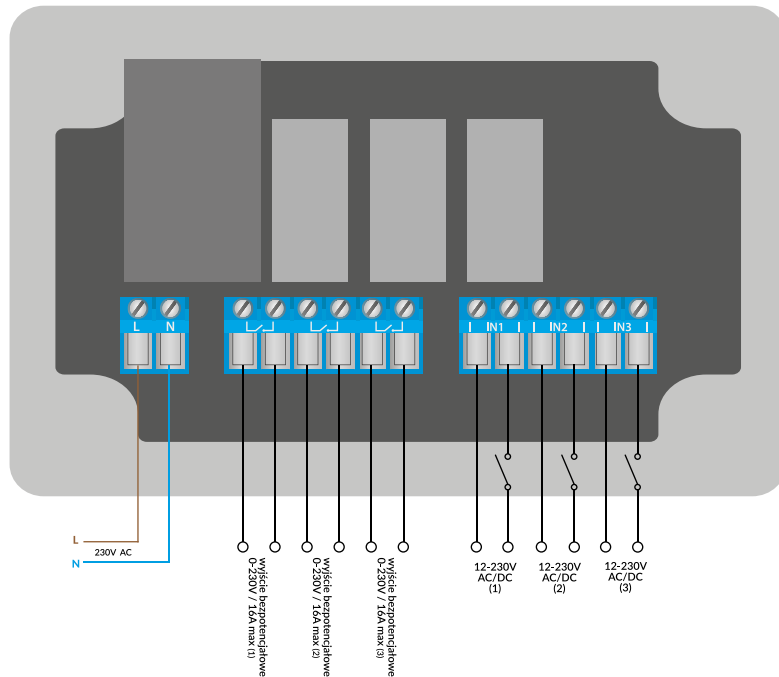 L
N
IN1
IN2
IN3
L
230V AC
N
wyjście bezpotencjałowe
0-230V / 16A max (1)
wyjście bezpotencjałowe
0-230V / 16A max (2)
wyjście bezpotencjałowe
0-230V / 16A max (3)
12-230V
AC/DC
(1)
12-230V
AC/DC
(2)
12-230V
AC/DC
(3)